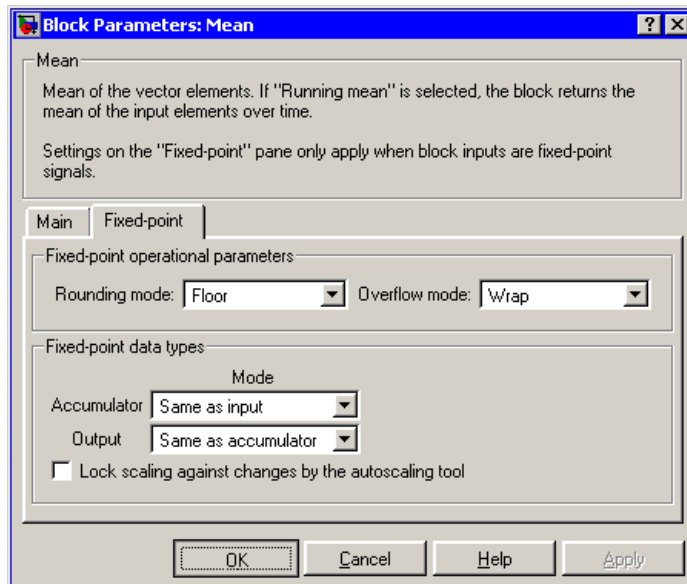 Block Parameters: Mean
Mean
Mean of the vector elements. If "Running mean" is selected, the block returns the
mean of the input elements over time.
Settings on the "Fixed-point" pane only apply when block inputs are fixed-point
signals.
Main Fixed-point
Fixed-point operational parameters
Rounding mode: Floor Overflow mode: Wrap
Fixed-point data types
Mode
Accumulator Same as input
Output Same as accumulator
Lock scaling against changes by the autoscaling tool
OK Cancel Help Apply